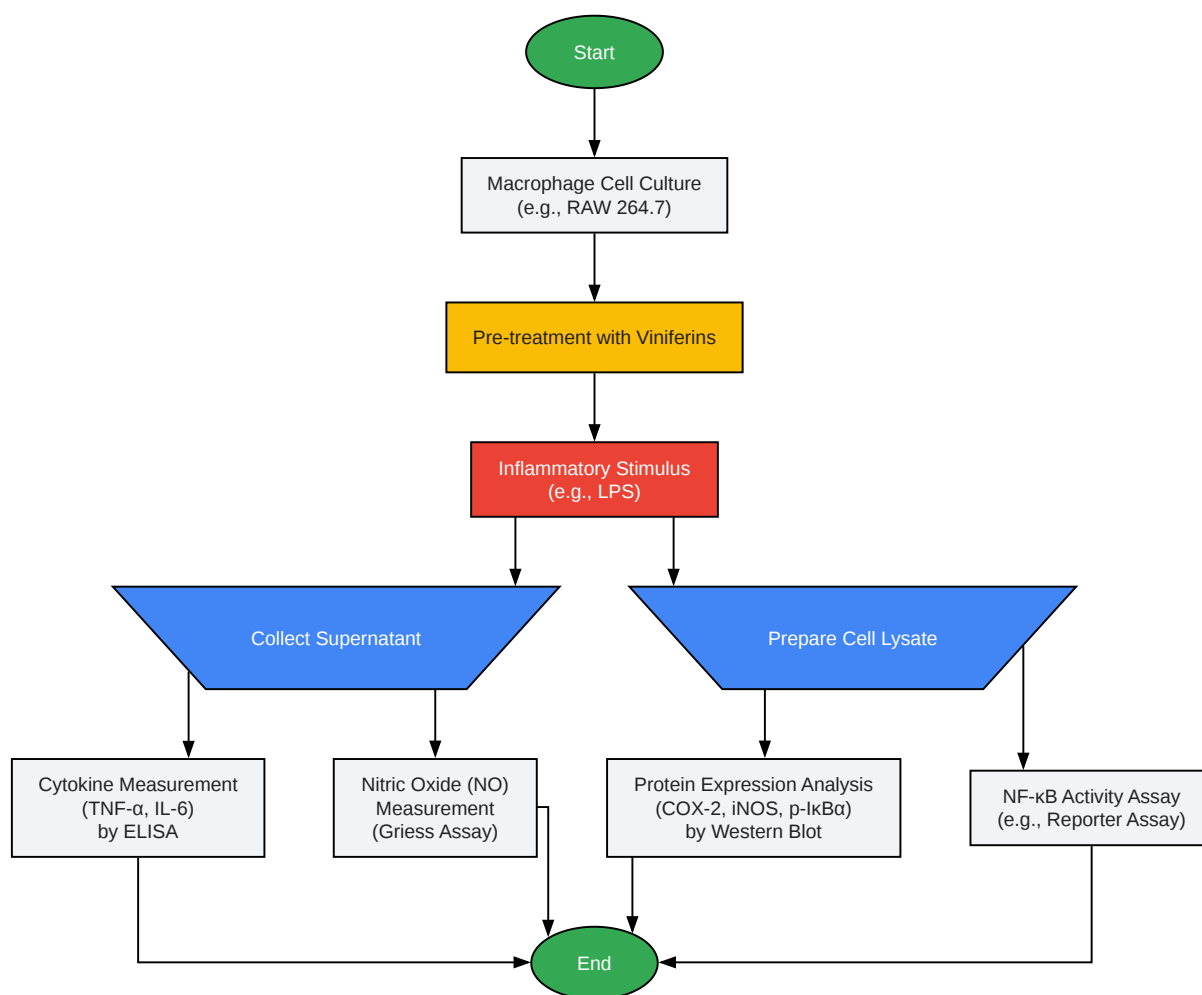 Start
Macrophage Cell Culture
(e.g., RAW 264.7)
Pre-treatment with Viniferins
Inflammatory Stimulus
(e.g., LPS)
Collect Supernatant
Prepare Cell Lysate
Cytokine Measurement
(TNF-α, IL-6)
by ELISA
Nitric Oxide (NO)
Measurement
(Griess Assay)
Protein Expression Analysis
(COX-2, iNOS, p-IκBα)
by Western Blot
NF-κB Activity Assay
(e.g., Reporter Assay)
End